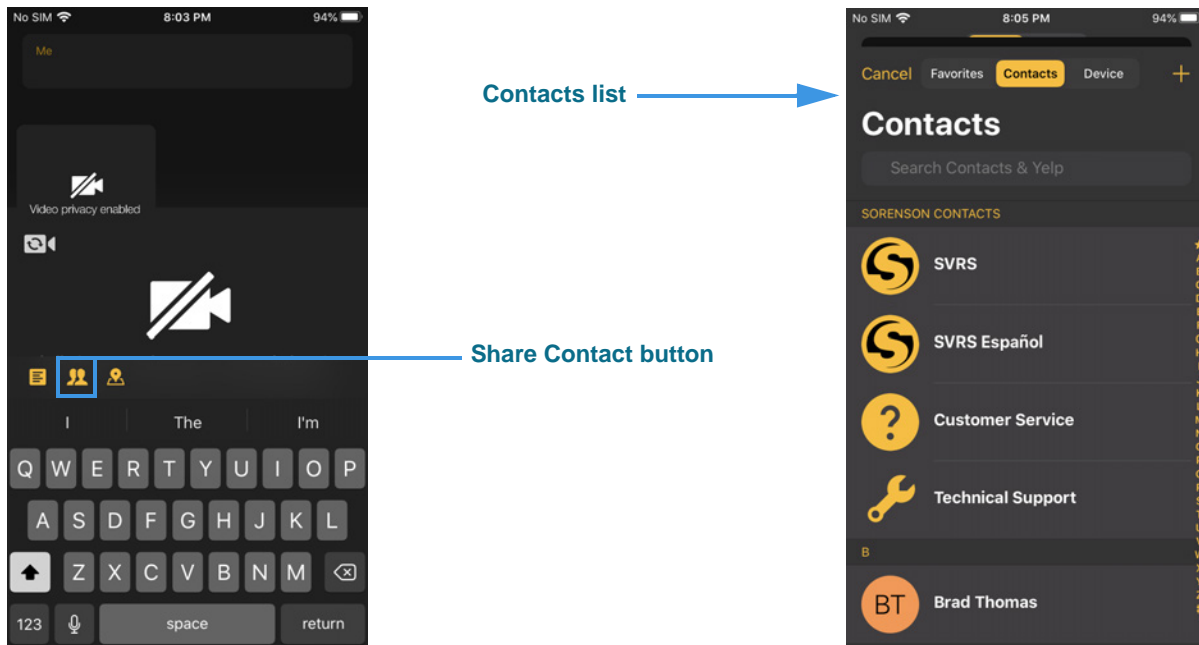 No SIM 8:03 PM 94%
Me
Video privacy enabled
I The I'm
Q W E R T Y U I O P
A S D F G H J K L
Z X C V B N M
123 space return
Contacts list
Share Contact button
No SIM 8:05 PM 94%
Cancel Favorites Contacts Device +
Contacts
Search Contacts & Yelp
SORENSON CONTACTS
SVRS
SVRS Español
? Customer Service
Technical Support
B
BT Brad Thomas